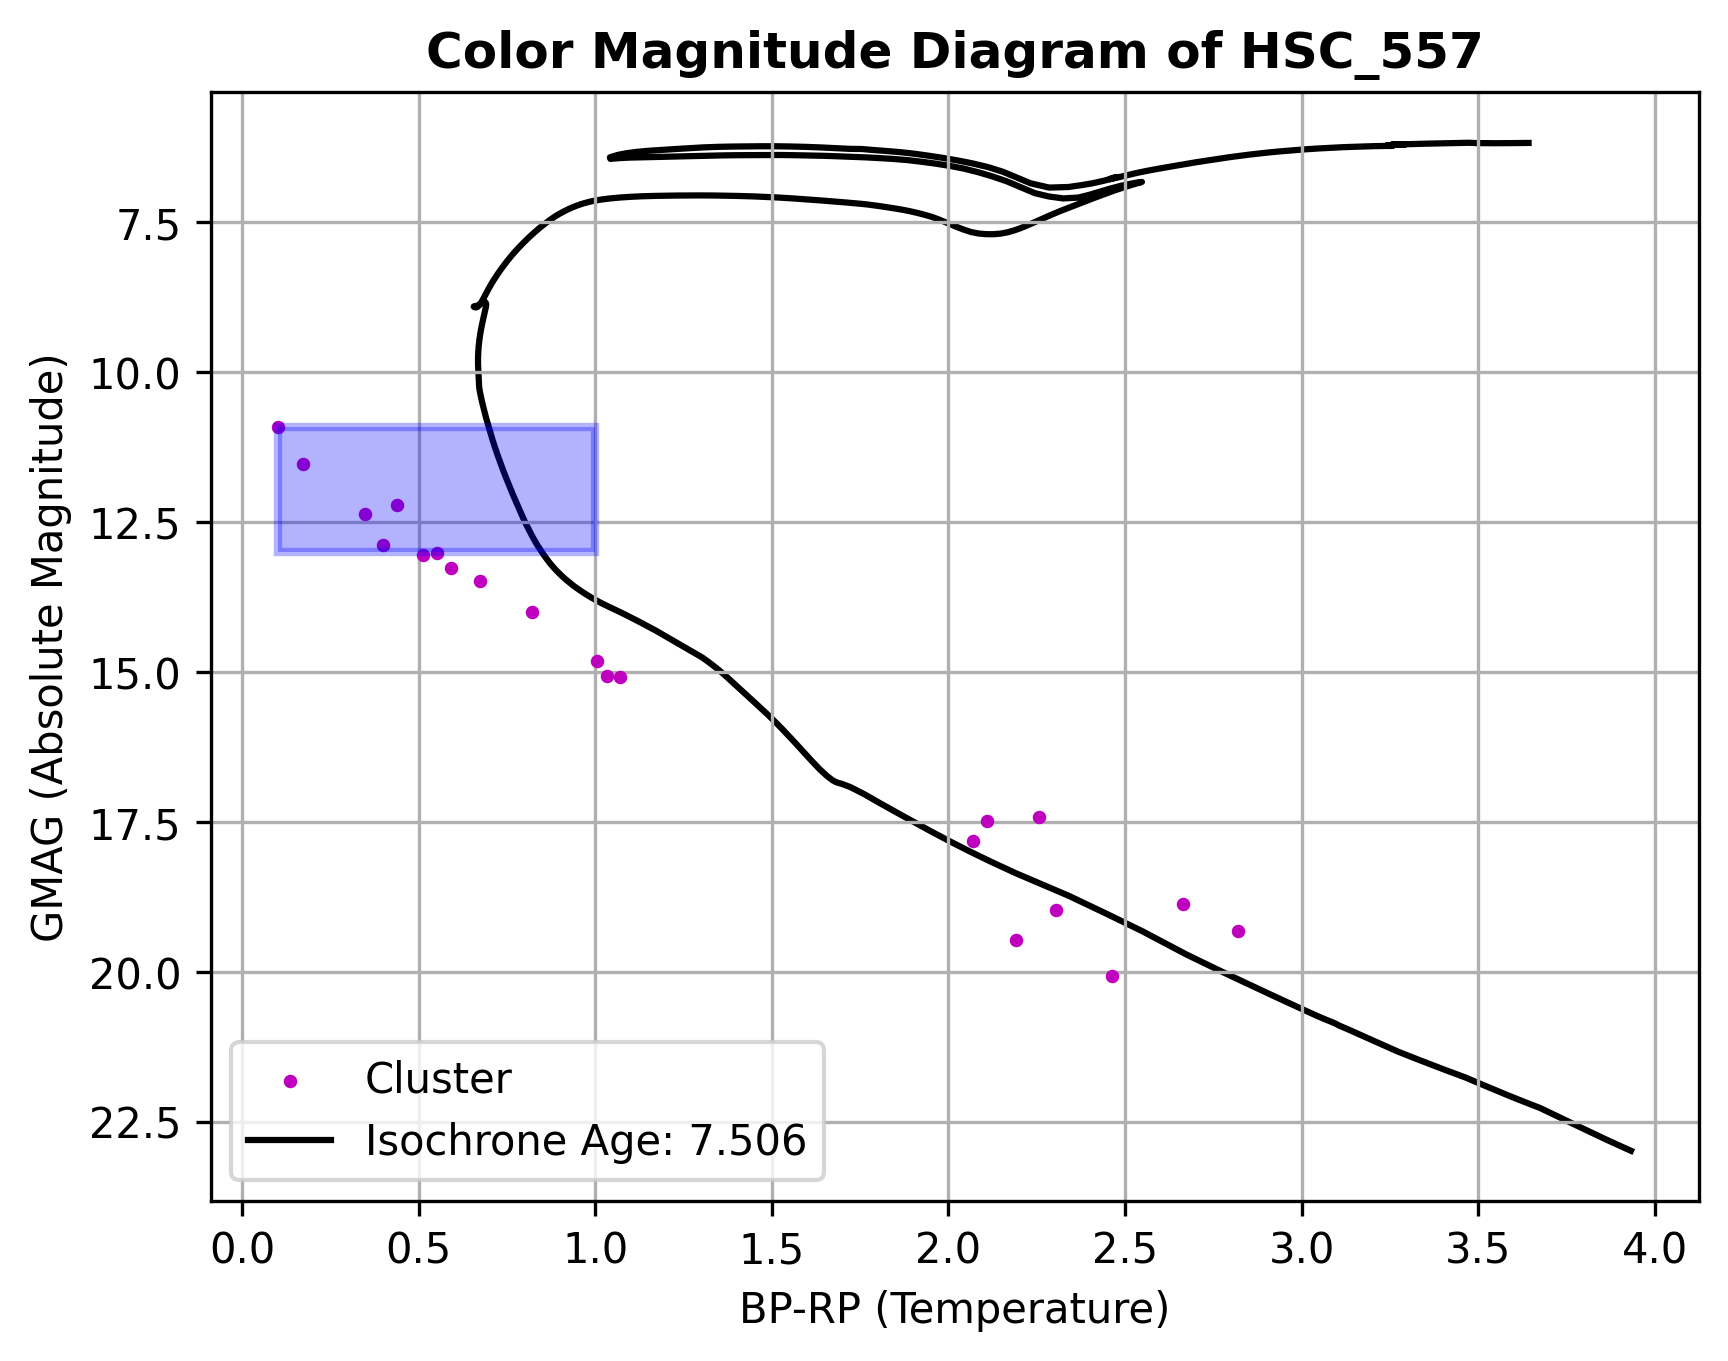 Color Magnitude Diagram of HSC_557
GMAG (Absolute Magnitude)
7.5
10.0
12.5
15.0
17.5
20.0
22.5
Cluster
Isochrone Age: 7.506
0.0 0.5 1.0 1.5 2.0 2.5 3.0 3.5 4.0
BP-RP (Temperature)